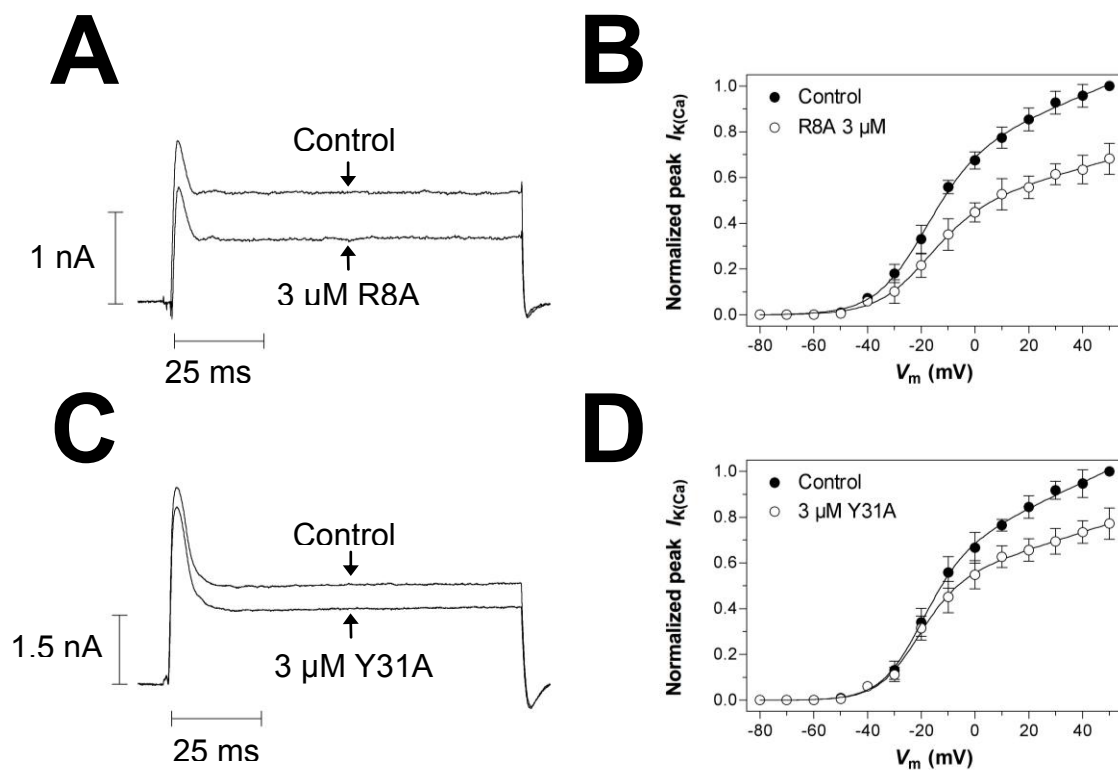 A
Control
1 nA
3 µM R8A
25 ms
B
Normalized peak I K(Ca)
1.0
0.8
0.6
0.4
0.2
0.0
Control
R8A 3 µM
-80 -60 -40 -20 0 20 40
Vm (mV)
C
Control
1.5 nA
3 µM Y31A
25 ms
D
Normalized peak I K(Ca)
1.0
0.8
0.6
0.4
0.2
0.0
Control
3 µM Y31A
-80 -60 -40 -20 0 20 40
Vm (mV)